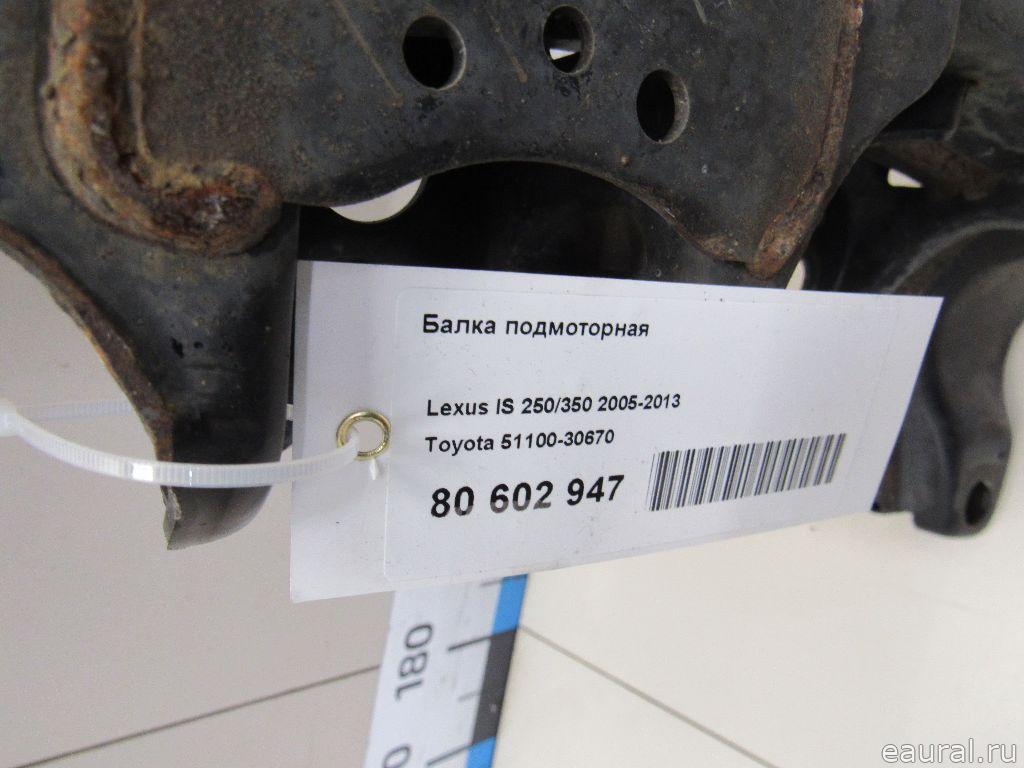 Балка подмоторная
Lexus IS 250/350 2005-2013
Toyota 51100-30670
80 602 947
180
eaural.ru